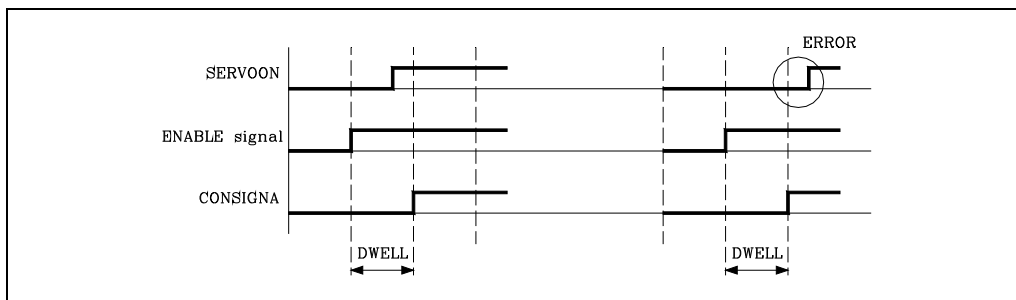 ERROR
SERVOON
ENABLE signal
CONSIGNA
DWELL
DWELL